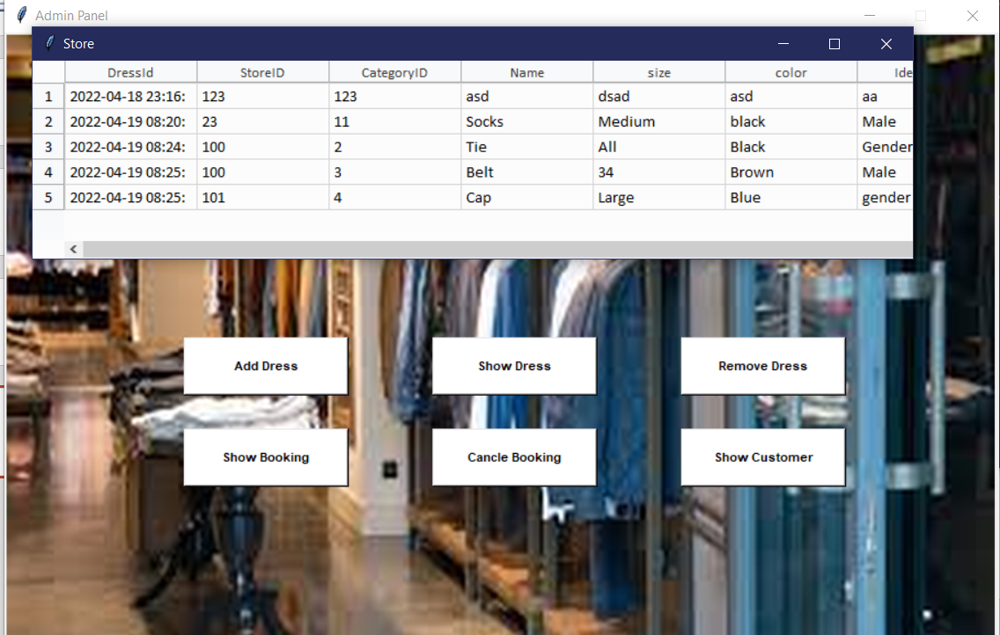 Admin Panel
Store
DressId StoreID CategoryID Name size color Ide
1 2022-04-18 23:16: 123 123 asd dsad asd aa
2 2022-04-19 08:20: 23 11 Socks Medium black Male
3 2022-04-19 08:24: 100 2 Tie All Black Gender
4 2022-04-19 08:25: 100 3 Belt 34 Brown Male
5 2022-04-19 08:25: 101 4 Cap Large Blue gender
Add Dress Show Dress Remove Dress
Show Booking Cancle Booking Show Customer